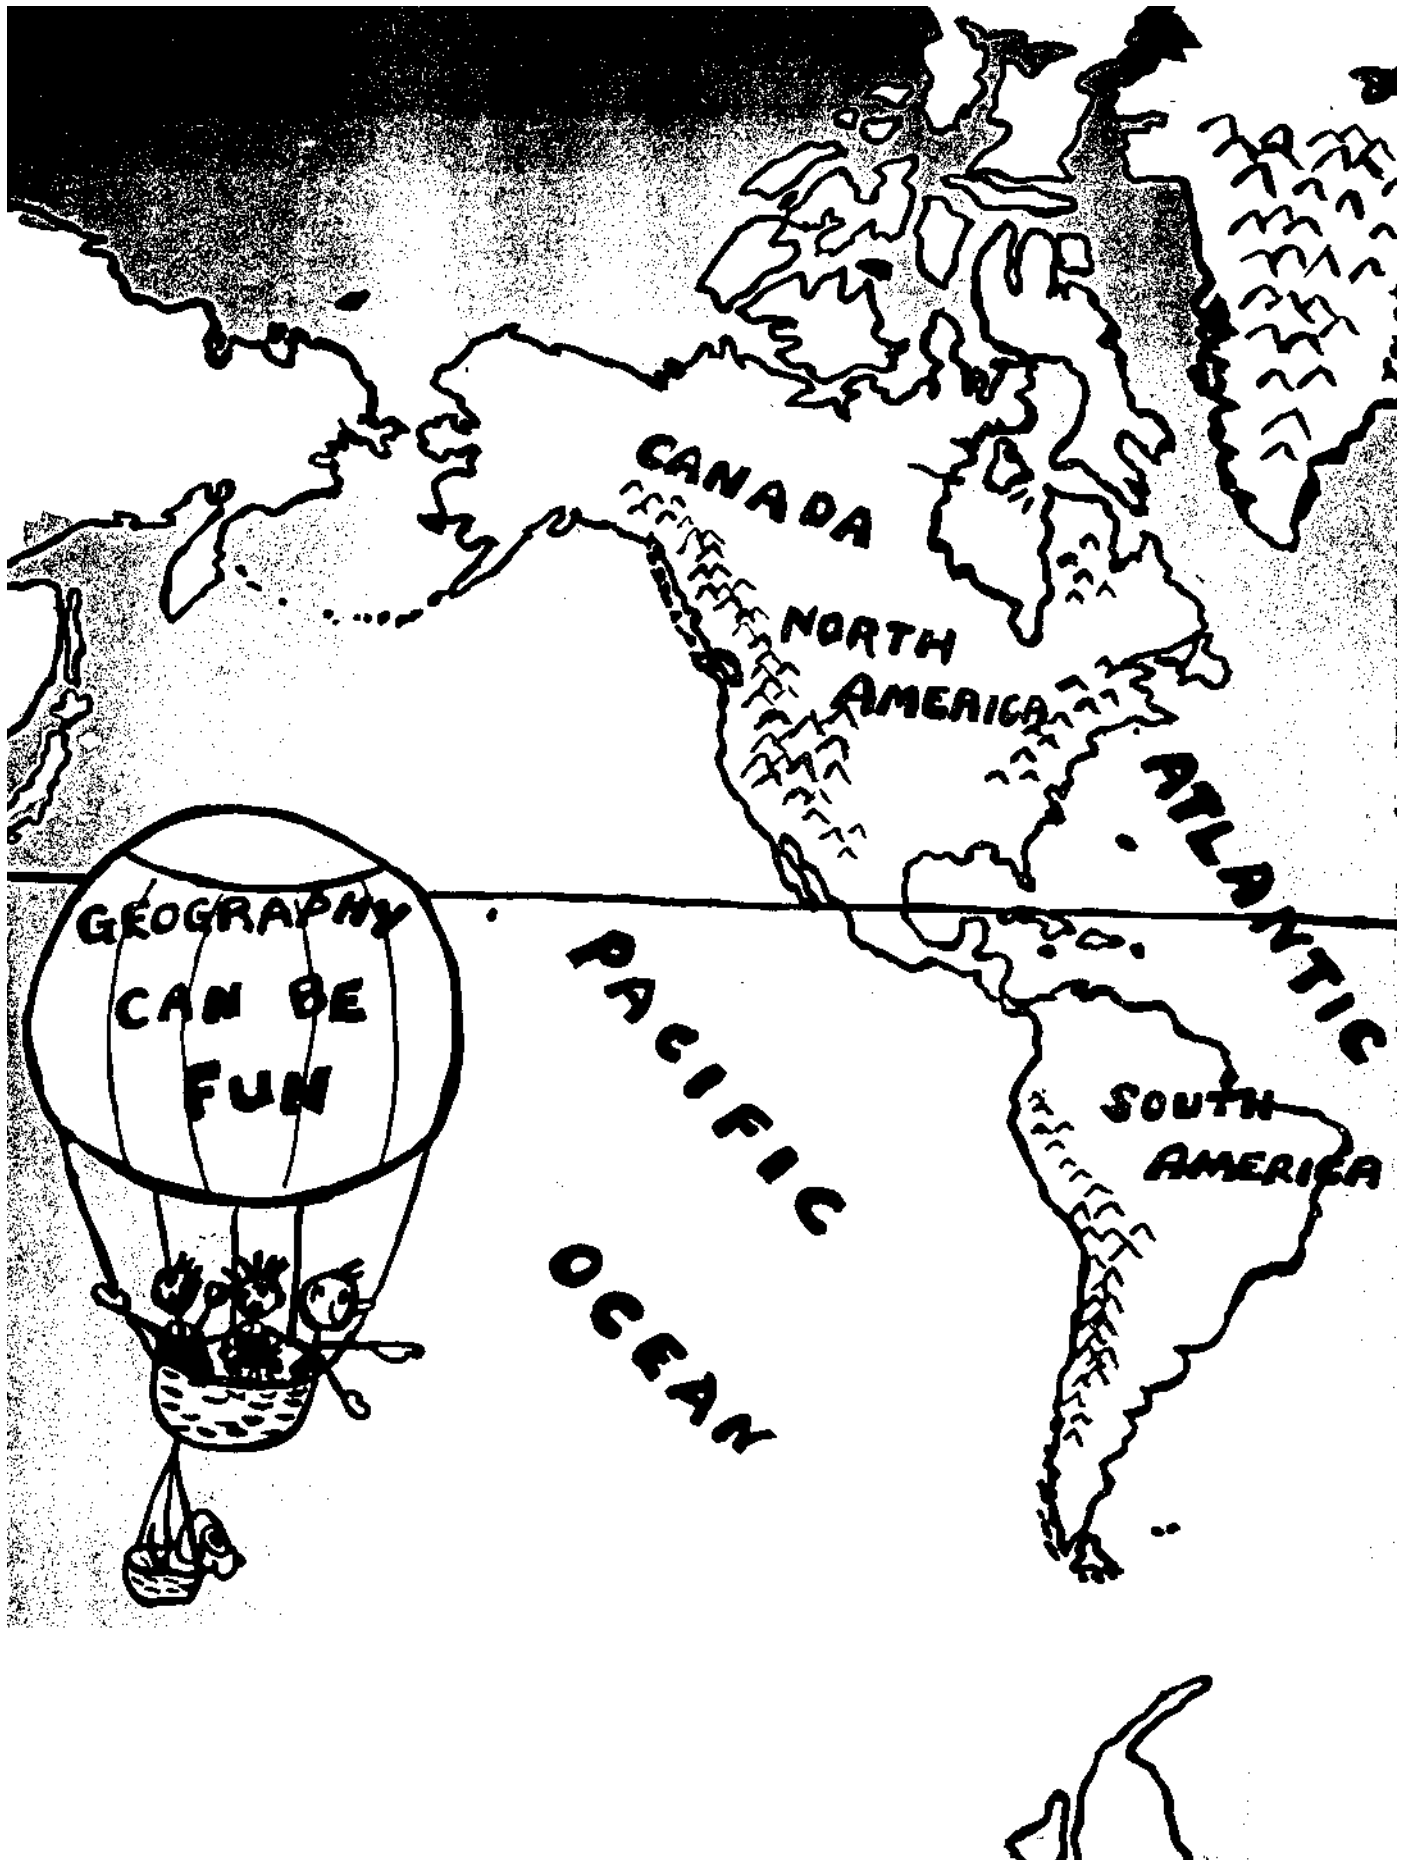 CANADA
NORTH
AMERICA
ATLANTIC
GEOGRAPHY
CAN BE
FUN
PACIFIC
OCEAN
SOUTH
AMERICA